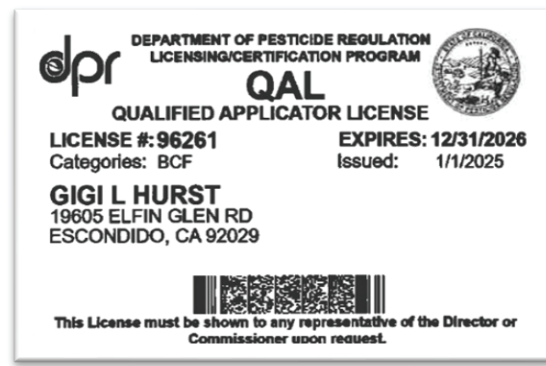 dpr
DEPARTMENT OF PESTICIDE REGULATION
LICENSING/CERTIFICATION PROGRAM
QAL
QUALIFIED APPLICATOR LICENSE
LICENSE #: 96261 EXPIRES: 12/31/2026
Categories: BCF Issued: 1/1/2025
GIGI L HURST
19605 ELFIN GLEN RD
ESCONDIDO, CA 92029
This License must be shown to any representative of the Director or
Commissioner upon request.